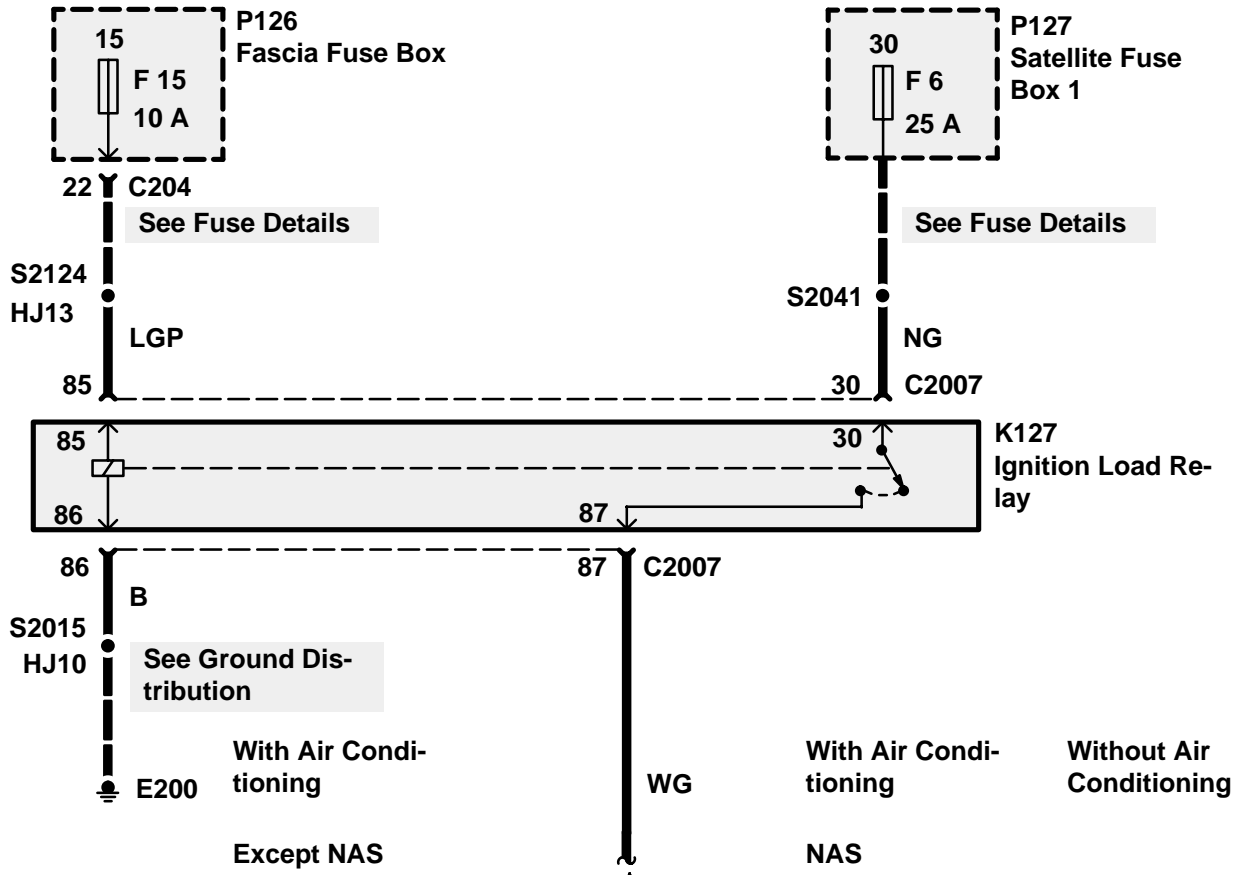 P126
Fascia Fuse Box
15
F 15
10 A
P127
Satellite Fuse
Box 1
30
F 6
25 A
22
C204
See Fuse Details
See Fuse Details
S2124
HJ13
LGP
S2041
NG
85
30
C2007
85
30
K127
Ignition Load Re-
lay
86
87
86
B
87
C2007
S2015
HJ10
See Ground Dis-
tribution
E200
With Air Condi-
tioning
WG
With Air Condi-
tioning
Without Air
Conditioning
Except NAS
NAS